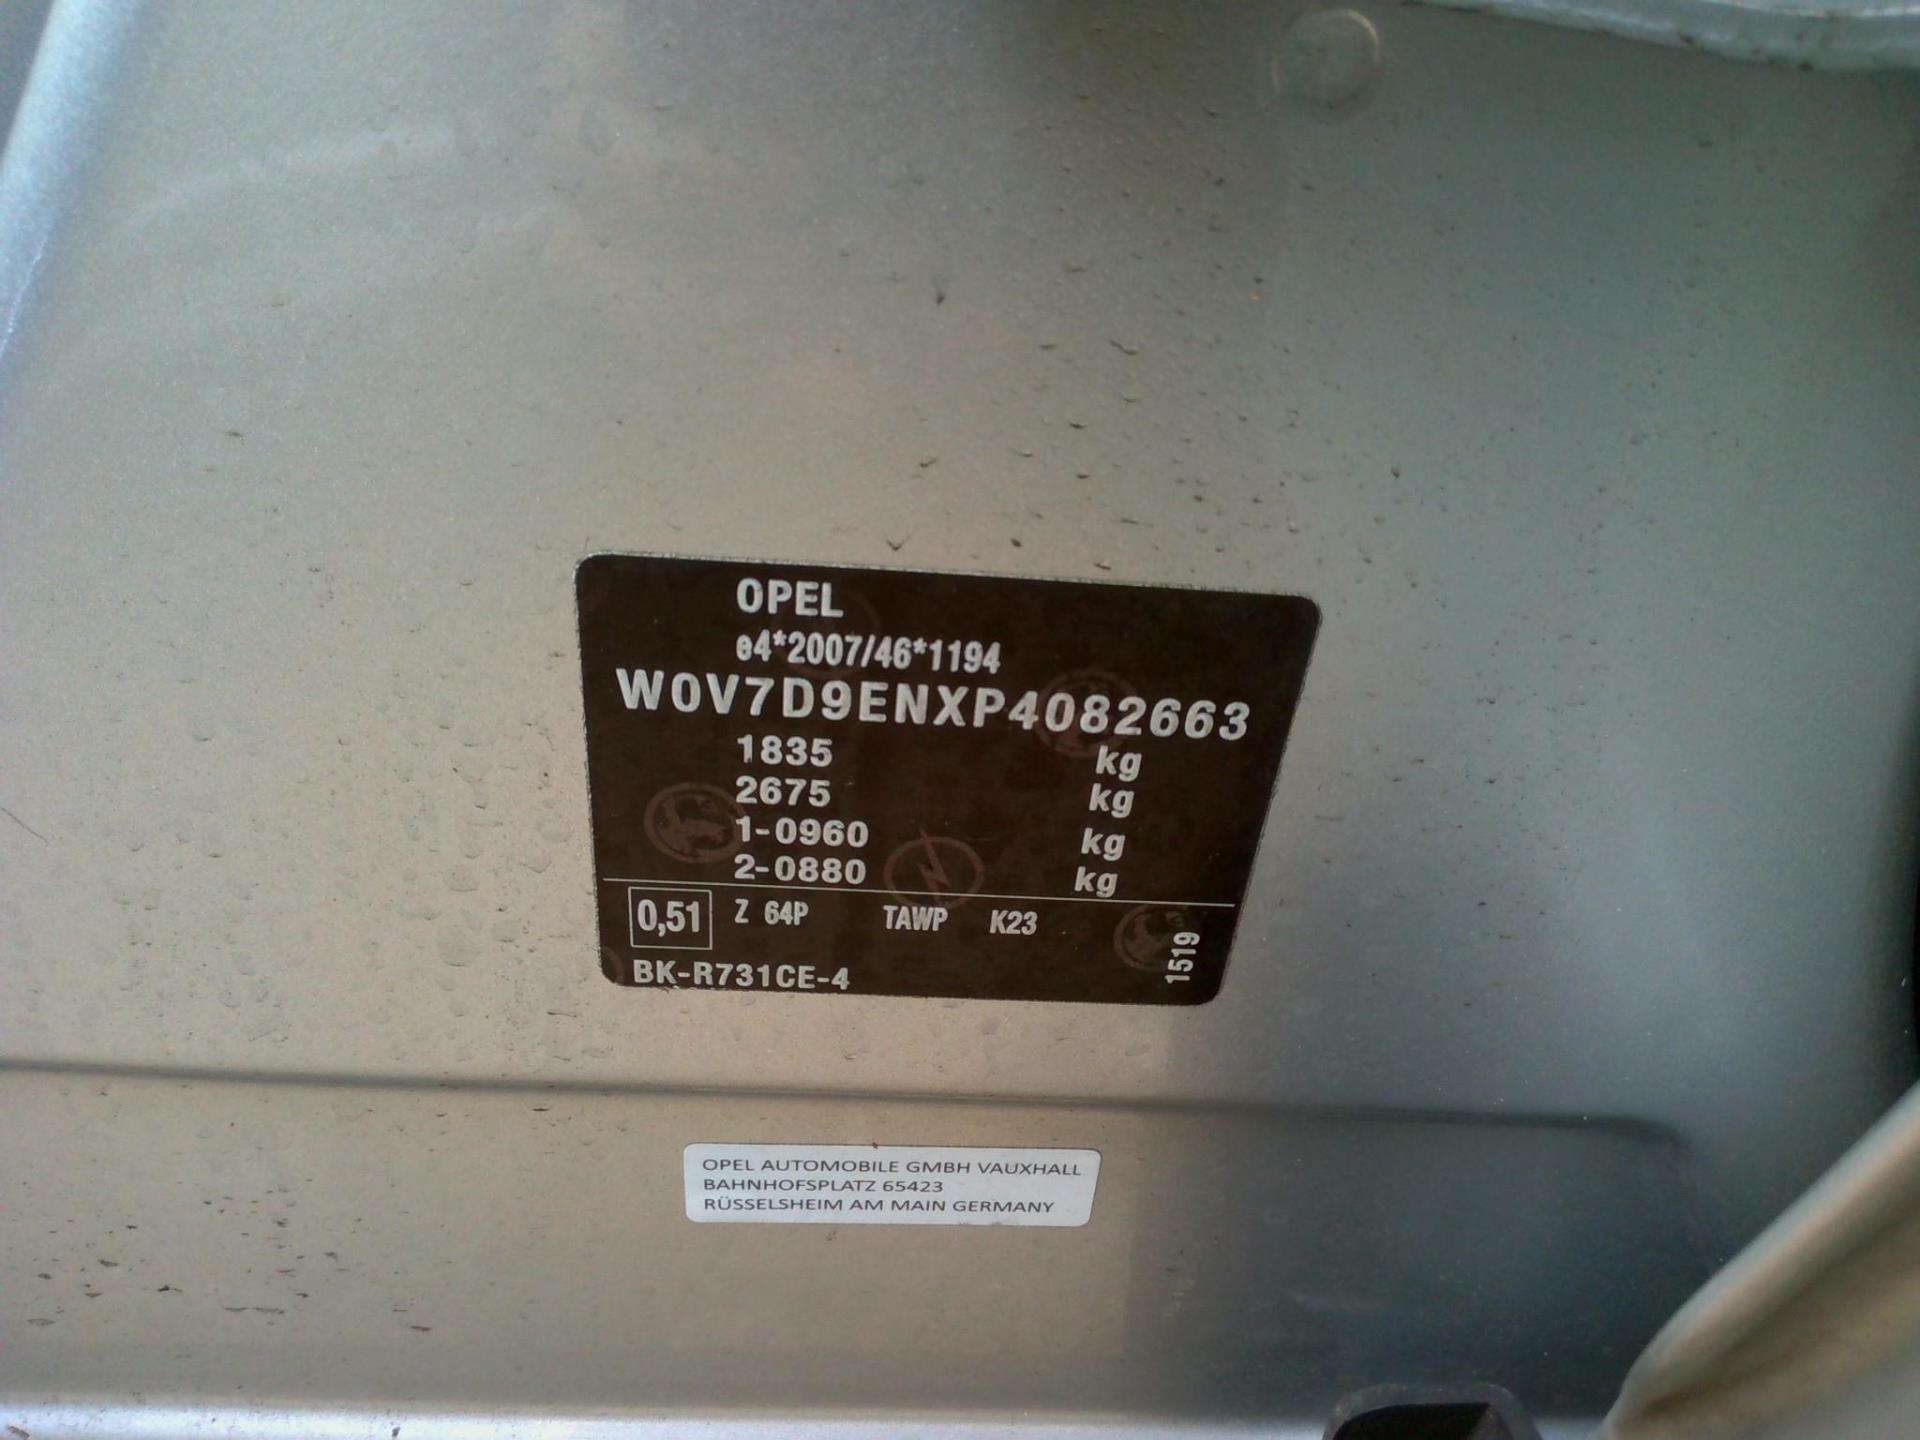 OPEL
e4*2007/46*1194
W0V7D9ENXP4082663
1835 kg
2675 kg
1-0960 kg
2-0880 kg
0,51 Z 64P TAWP K23
1519
BK-R731CE-4
OPEL AUTOMOBILE GMBH VAUXHALL
BAHNHOFSPLATZ 65423
RÜSSELSHEIM AM MAIN GERMANY